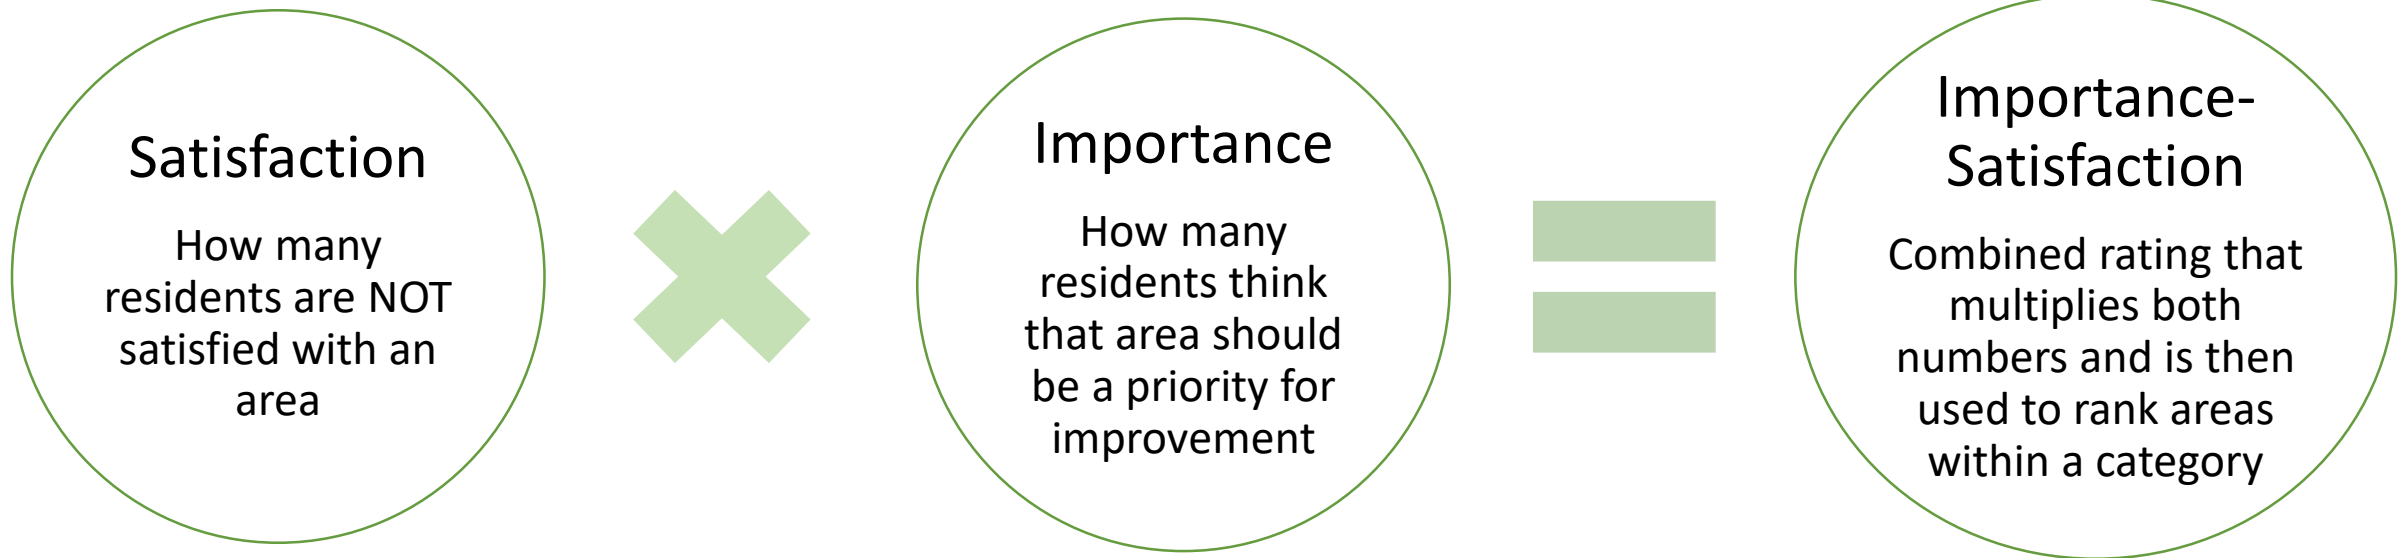 Satisfaction
How many
residents are NOT
satisfied with an
area
Importance
How many
residents think
that area should
be a priority for
improvement
Importance-
Satisfaction
Combined rating that
multiplies both
numbers and is then
used to rank areas
within a category